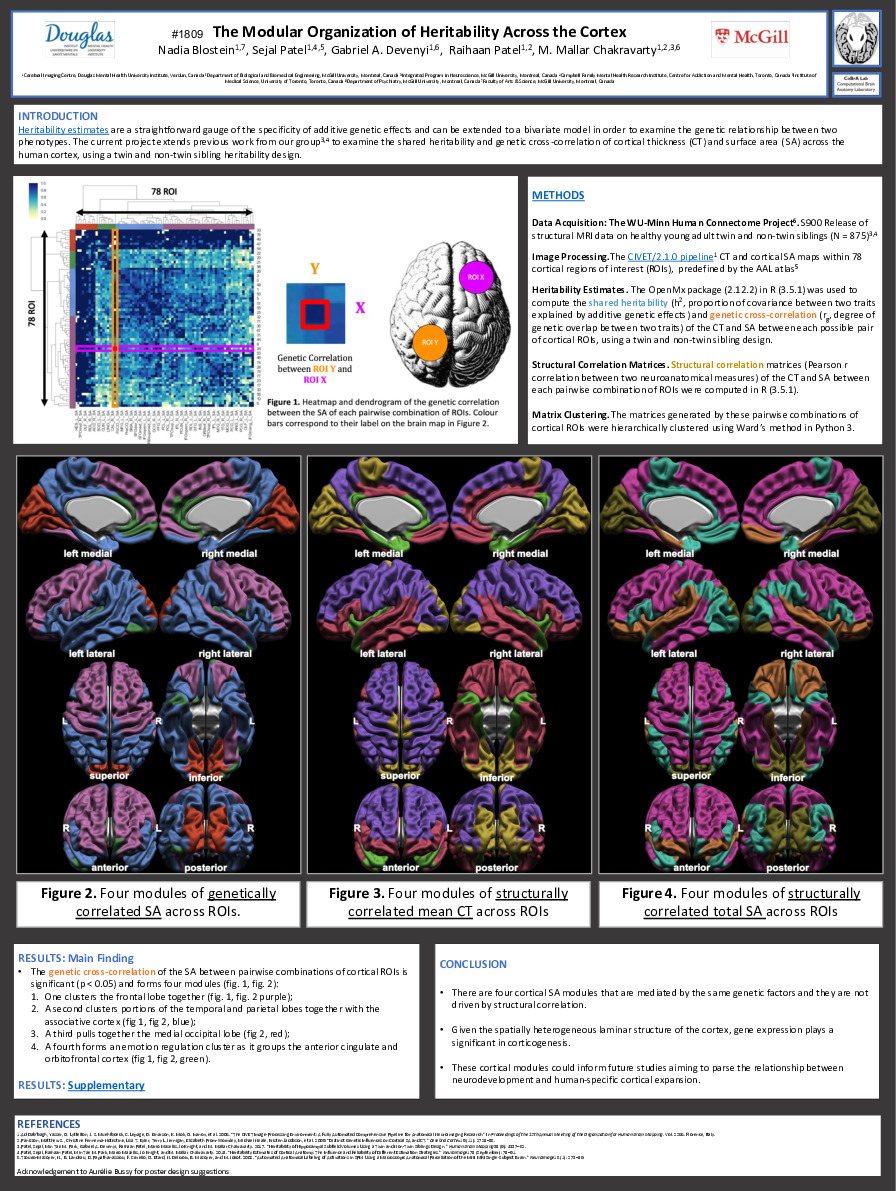 Douglas
#1809 The Modular Organization of Heritability Across the Cortex
McGill
Nadia Blostein1,7, Sejal Patel1,4,5, Gabriel A. Devenyi1,6, Raihaan Patel1,2, M. Mallar Chakravarty1,2,3,6
CoBrA Lab
Computational Brain
Anatomy Laboratory
INTRODUCTION
Heritability estimates are a straightforward gauge of the specificity of additive genetic effects and can be extended to a bivariate model in order to examine the genetic relationship between two
phenotypes. The current project extends previous work from our group3,4 to examine the shared heritability and genetic cross-correlation of cortical thickness (CT) and surface area (SA) across the
human cortex, using a twin and non-twin sibling heritability design.
78 ROI
78 ROI
Y
X
Genetic Correlation
between ROI Y and
ROI X
ROI X
ROI Y
Figure 1. Heatmap and dendrogram of the genetic correlation
between the SA of each pairwise combination of ROIs. Colour
bars correspond to their label on the brain map in Figure 2.
METHODS
Data Acquisition: The WU-Minn Human Connectome Project6. S900 Release of
structural MRI data on healthy young adult twin and non-twin siblings (N = 875)3,4
Image Processing. The CIVET/2.1.0 pipeline1 CT and cortical SA maps within 78
cortical regions of interest (ROIs), predefined by the AAL atlas5
Heritability Estimates. The OpenMx package (2.12.2) in R (3.5.1) was used to
compute the shared heritability (h2, proportion of covariance between two traits
explained by additive genetic effects) and genetic cross-correlation (rg, degree of
genetic overlap between two traits) of the CT and SA between each possible pair
of cortical ROIs, using a twin and non-twin sibling design.
Structural Correlation Matrices. Structural correlation matrices (Pearson r
correlation between two neuroanatomical measures) of the CT and SA between
each pairwise combination of ROIs were computed in R (3.5.1).
Matrix Clustering. The matrices generated by these pairwise combinations of
cortical ROIs were hierarchically clustered using Ward's method in Python 3.
left medial right medial
left lateral right lateral
L R L
superior inferior
R L R
anterior posterior
left medial right medial
left lateral right lateral
L R L
superior inferior
R L R
anterior posterior
left medial right medial
left lateral right lateral
L R L
superior inferior
R L R
anterior posterior
Figure 2. Four modules of genetically
correlated SA across ROIs.
Figure 3. Four modules of structurally
correlated mean CT across ROIs
Figure 4. Four modules of structurally
correlated total SA across ROIs
RESULTS: Main Finding
• The genetic cross-correlation of the SA between pairwise combinations of cortical ROIs is
significant (p < 0.05) and forms four modules (fig. 1, fig. 2):
1. One clusters the frontal lobe together (fig. 1, fig. 2 purple);
2. A second clusters portions of the temporal and parietal lobes together with the
associative cortex (fig 1, fig 2, blue);
3. A third pulls together the medial occipital lobe (fig 2, red);
4. A fourth forms an emotion regulation cluster as it groups the anterior cingulate and
orbitofrontal cortex (fig 1, fig 2, green).
RESULTS: Supplementary
CONCLUSION
• There are four cortical SA modules that are mediated by the same genetic factors and they are not
driven by structural correlation.
• Given the spatially heterogeneous laminar structure of the cortex, gene expression plays a
significant in corticogenesis.
• These cortical modules could inform future studies aiming to parse the relationship between
neurodevelopment and human-specific cortical expansion.
REFERENCES
Acknowledgement to Aurélie Bussy for poster design suggestions